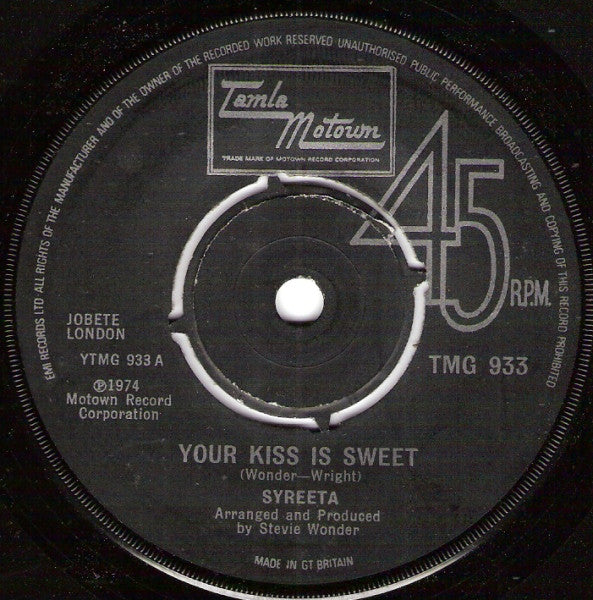 EMI RECORDS LTD ALL RIGHTS OF THE MANUFACTURER AND OF THE OWNER OF THE RECORDED WORK RESERVED UNAUTHORISED PUBLIC PERFORMANCE BROADCASTING AND COPYING OF THIS RECORD PROHIBITED
Tamla
Motown
TRADE MARK OF MOTOWN RECORD CORPORATION
45
R.P.M.
JOBETE
LONDON
YTMG 933 A
℗1974
Motown Record
Corporation
TMG 933
YOUR KISS IS SWEET
(Wonder—Wright)
SYREETA
Arranged and Produced
by Stevie Wonder
MADE IN GT BRITAIN